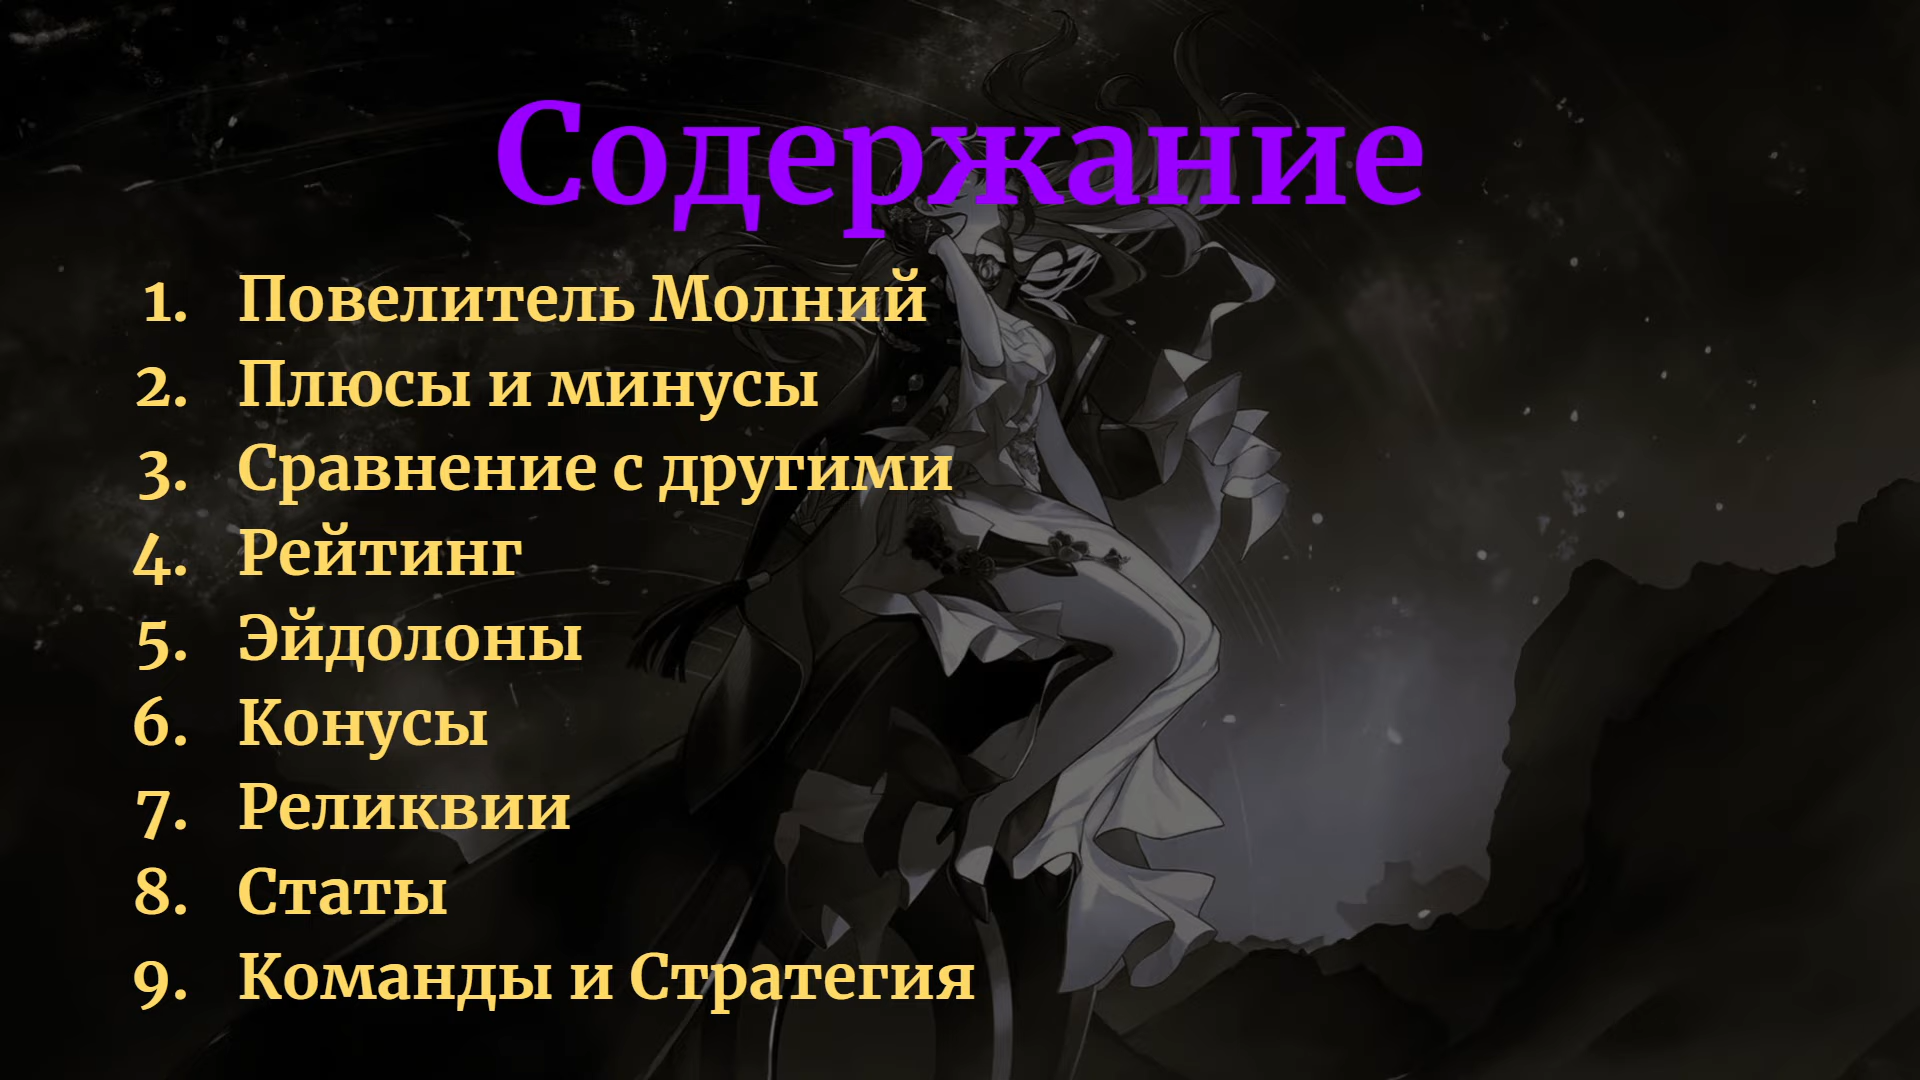 Содержание
1. Повелитель Молний
2. Плюсы и минусы
3. Сравнение с другими
4. Рейтинг
5. Эйдолоны
6. Конусы
7. Реликвии
8. Статы
9. Команды и Стратегия